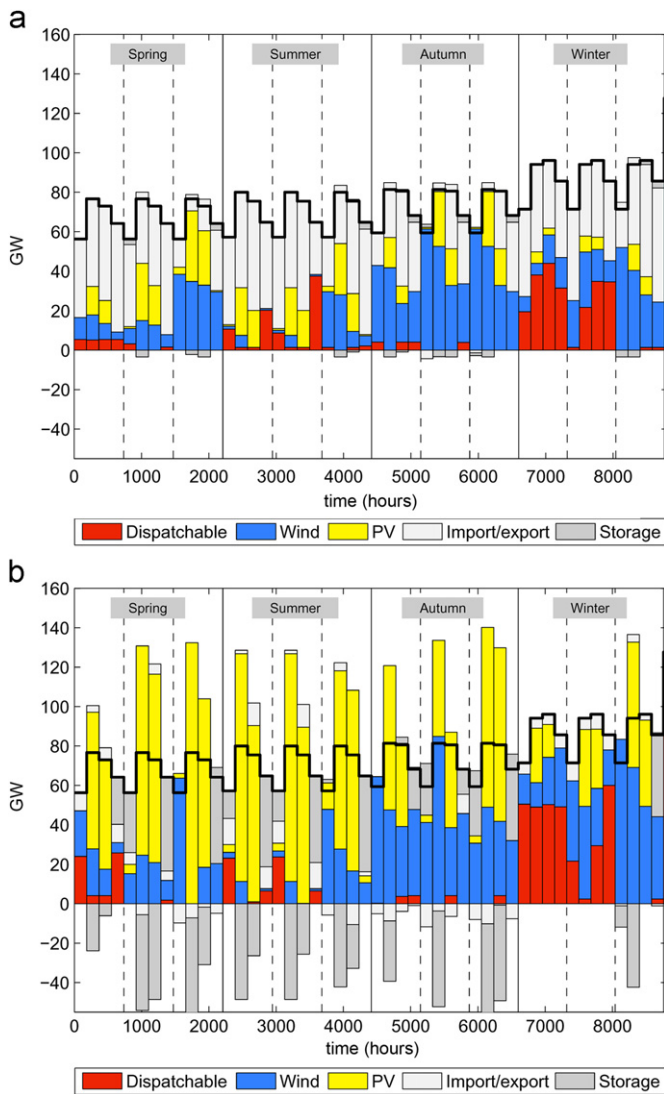 a
160
140
120
100
80
60
40
20
0
−20
−40
GW
Spring Summer Autumn Winter
0 1000 2000 3000 4000 5000 6000 7000 8000
time (hours)
Dispatchable Wind PV Import/export Storage
b
160
140
120
100
80
60
40
20
0
−20
−40
GW
Spring Summer Autumn Winter
0 1000 2000 3000 4000 5000 6000 7000 8000
time (hours)
Dispatchable Wind PV Import/export Storage